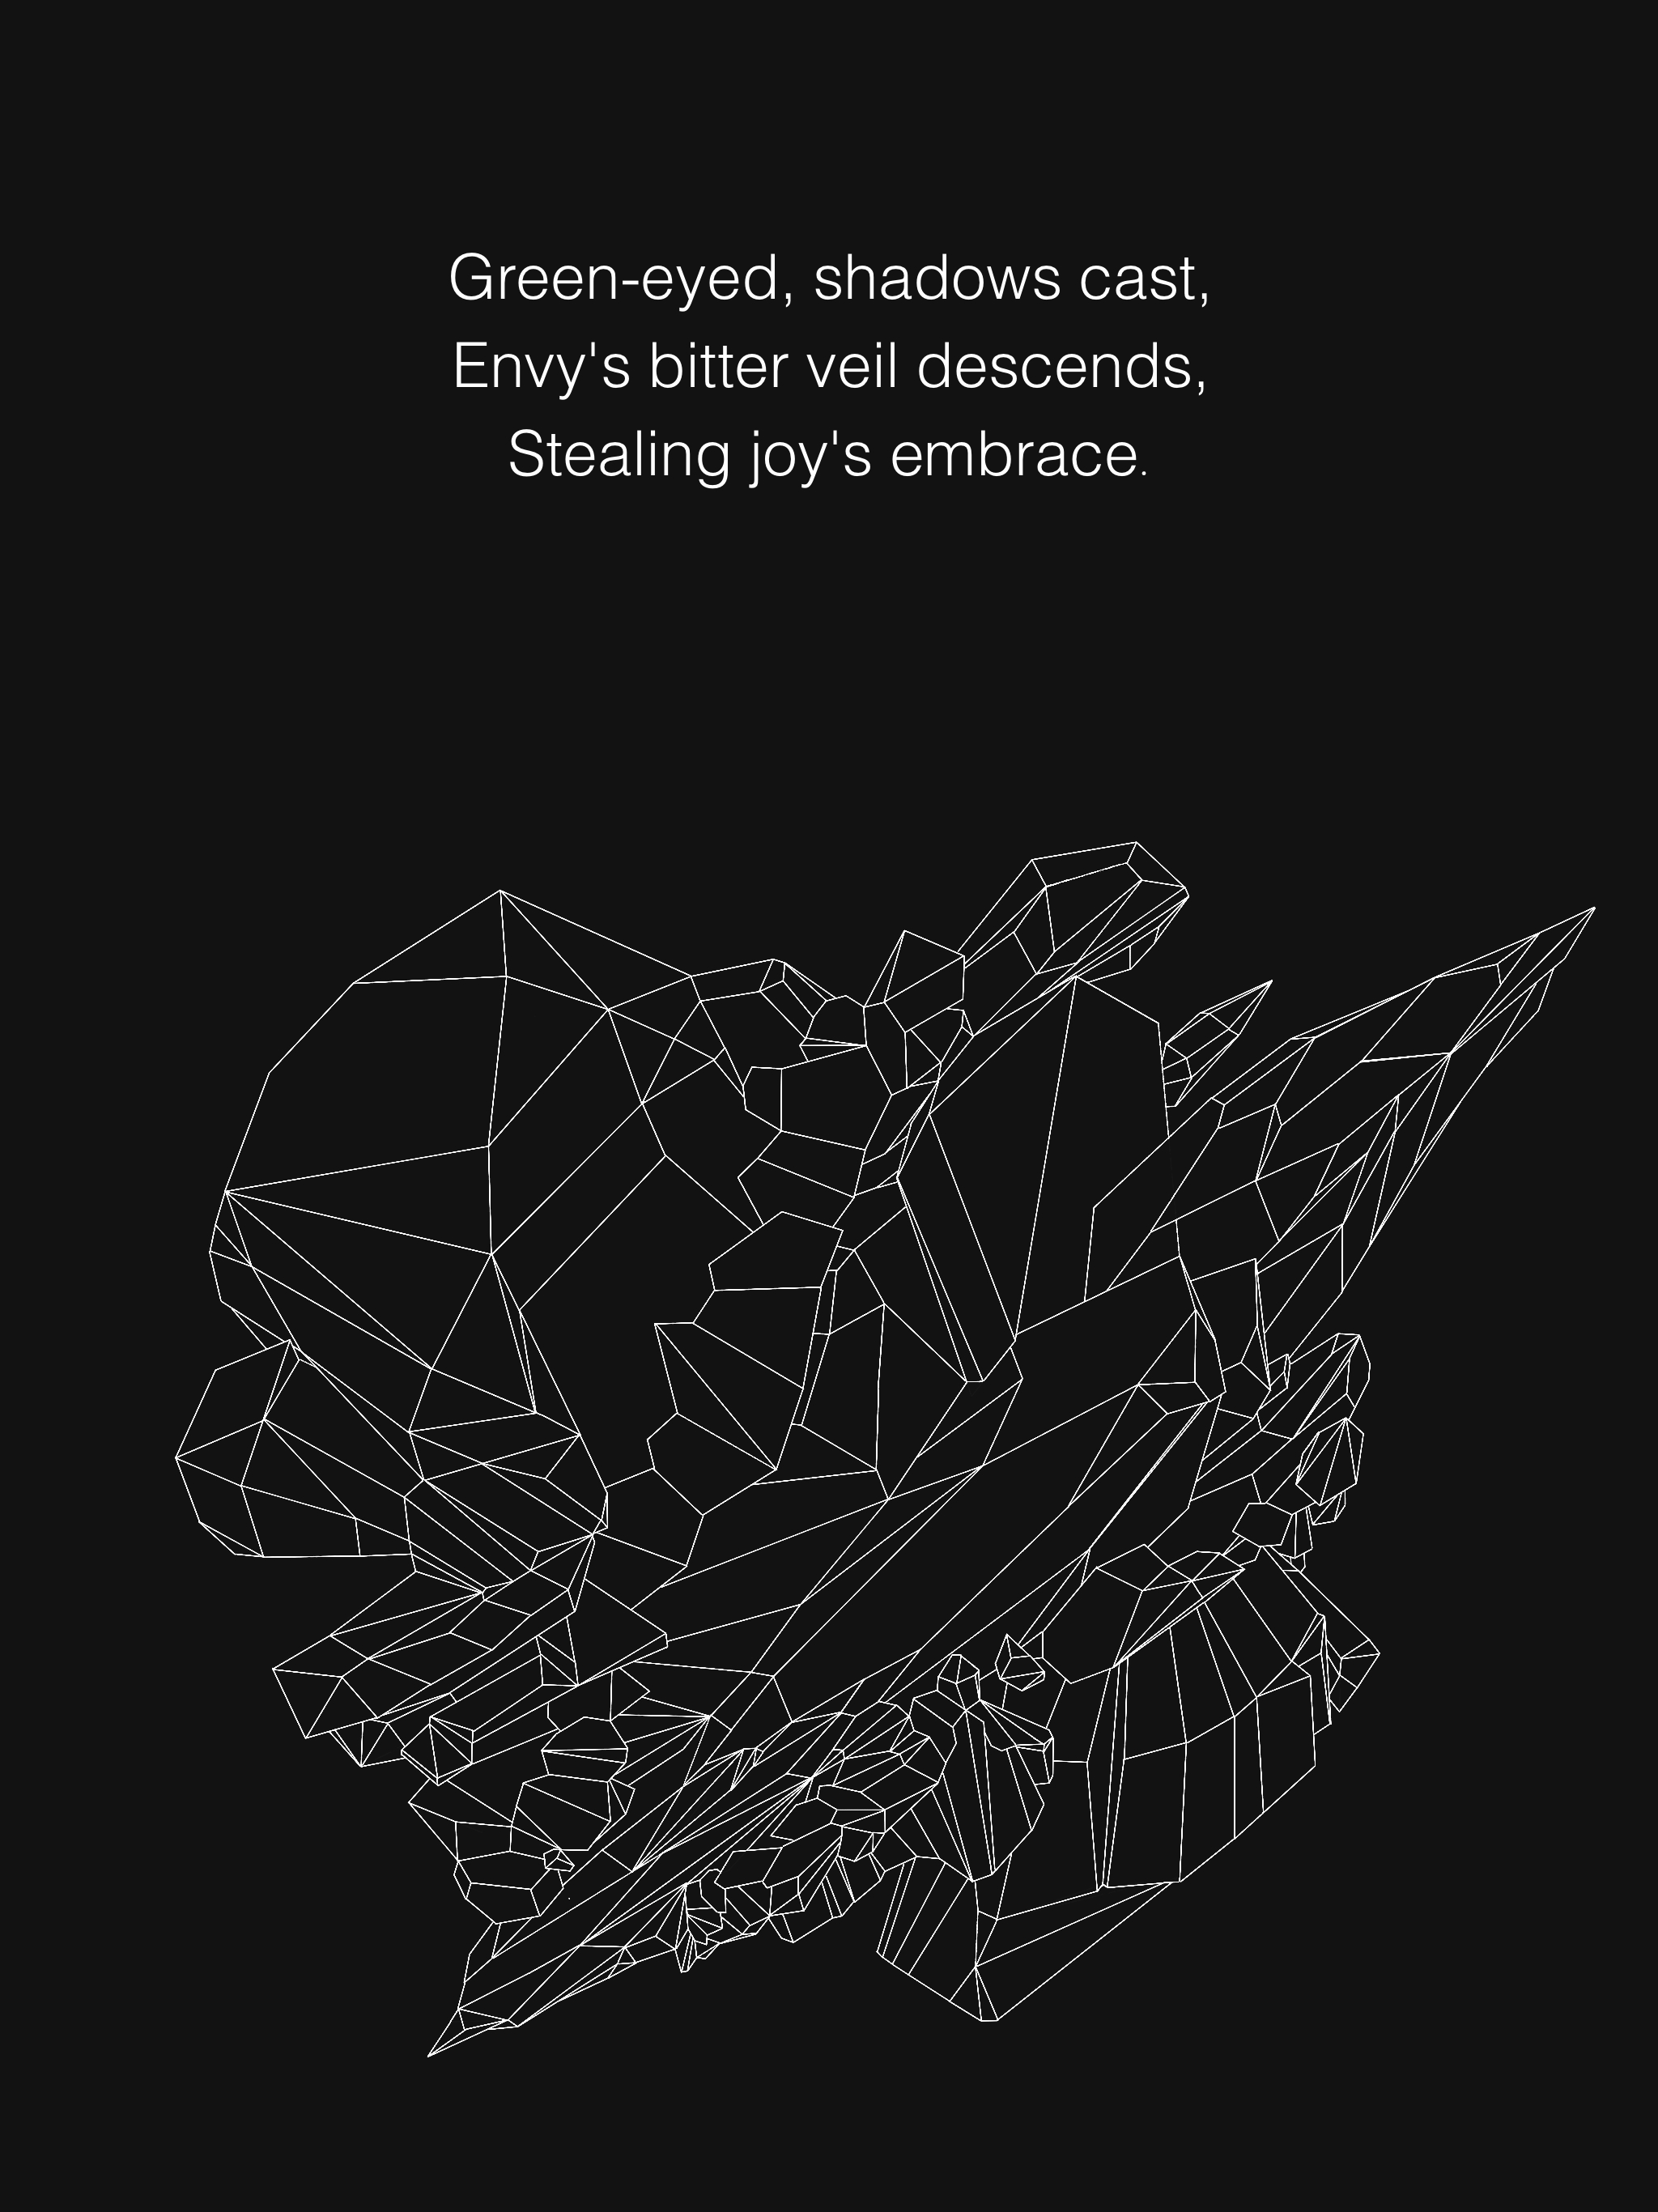 Green-eyed, shadows cast,
Envy's bitter veil descends,
Stealing joy's embrace.